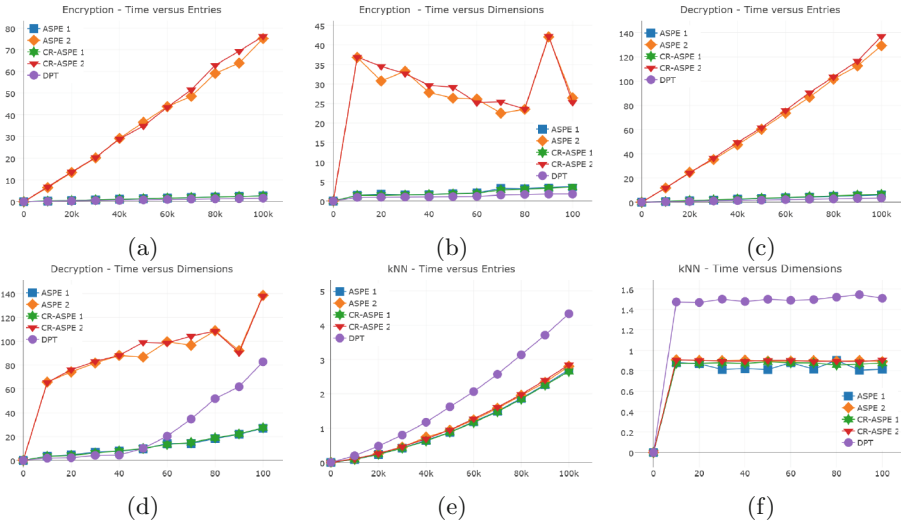 Encryption - Time versus Entries
80
70
60
50
40
30
20
10
0
ASPE 1
ASPE 2
CR-ASPE 1
CR-ASPE 2
DPT
0 20k 40k 60k 80k 100k
(a)
Encryption - Time versus Dimensions
45
40
35
30
25
20
15
10
5
0
ASPE 1
ASPE 2
CR-ASPE 1
CR-ASPE 2
DPT
0 20 40 60 80 100
(b)
Decryption - Time versus Entries
140
120
100
80
60
40
20
0
ASPE 1
ASPE 2
CR-ASPE 1
CR-ASPE 2
DPT
0 20k 40k 60k 80k 100k
(c)
Decryption - Time versus Dimensions
140
120
100
80
60
40
20
0
ASPE 1
ASPE 2
CR-ASPE 1
CR-ASPE 2
DPT
0 20 40 60 80 100
(d)
kNN - Time versus Entries
5
4
3
2
1
0
ASPE 1
ASPE 2
CR-ASPE 1
CR-ASPE 2
DPT
0 20k 40k 60k 80k 100k
(e)
kNN - Time versus Dimensions
1.6
1.4
1.2
1
0.8
0.6
0.4
0.2
0
ASPE 1
ASPE 2
CR-ASPE 1
CR-ASPE 2
DPT
0 20 40 60 80 100
(f)